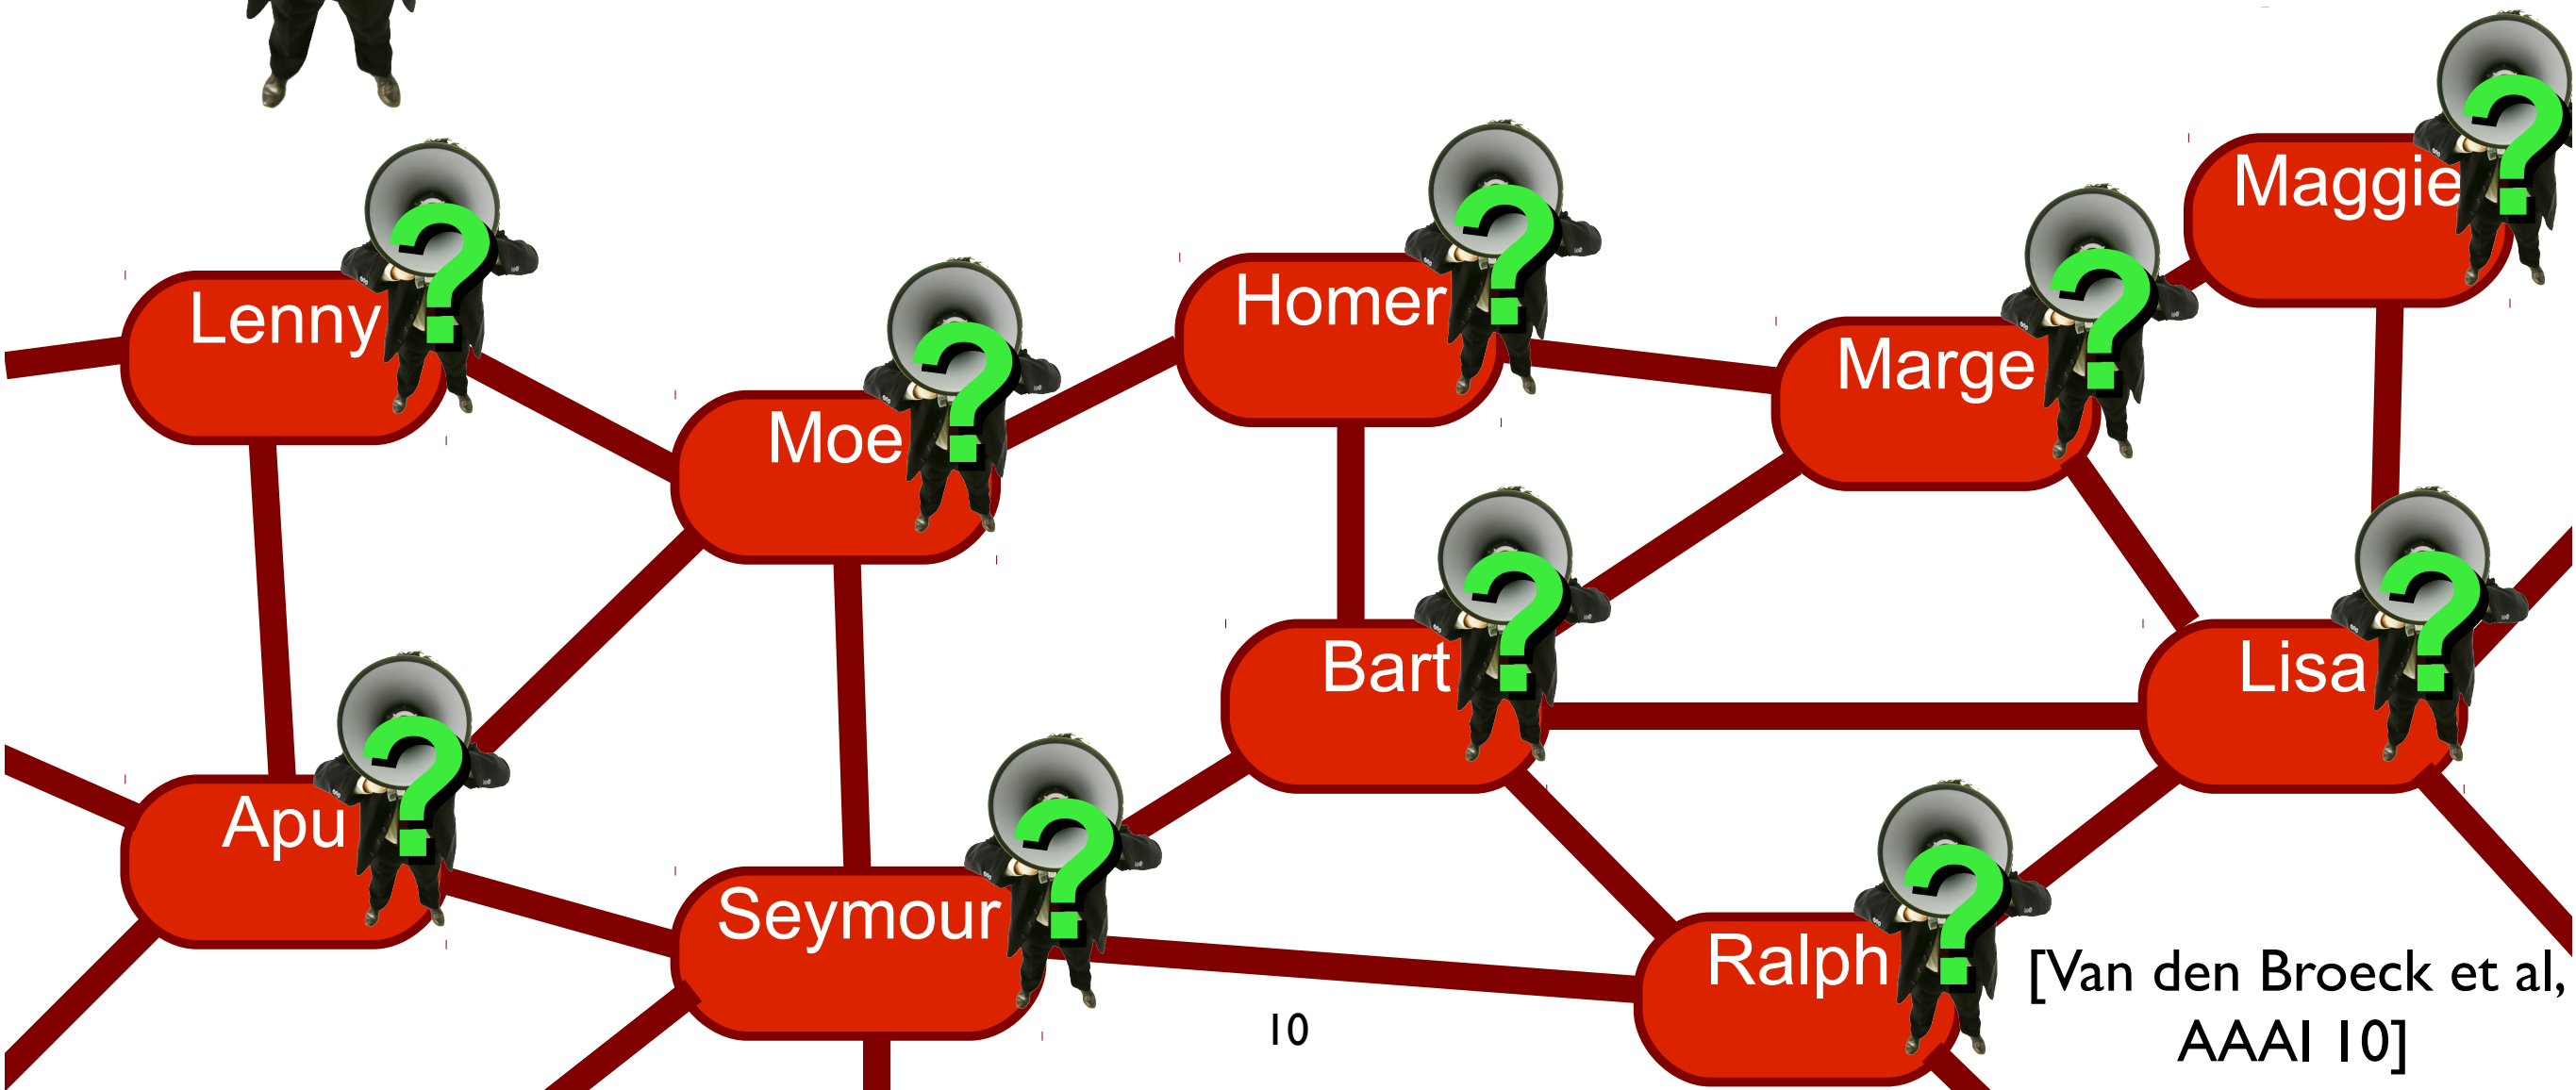 Maggie
Homer
Lenny
Marge
Moe
Bart
Lisa
Apu
Seymour
Ralph
[Van den Broeck et al,
AAAI 10]
10
?
?
?
?
?
?
?
?
?
?